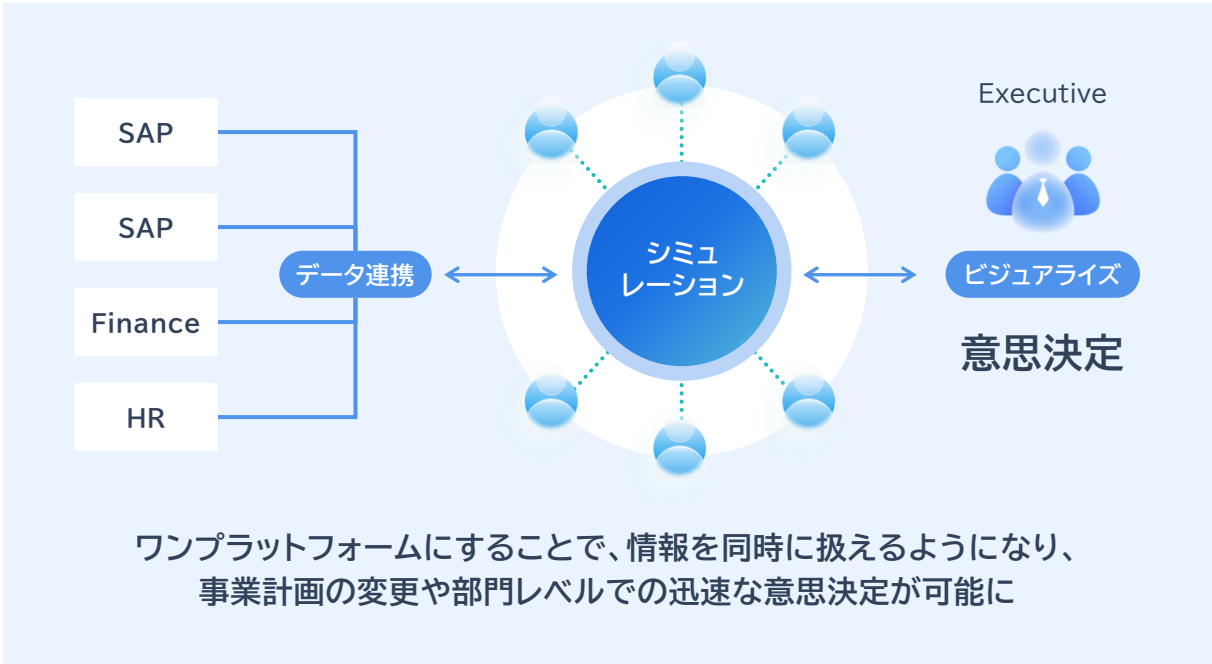 SAP
SAP
Finance
HR
データ連携
シミュ
レーション
Executive
ビジュアライズ
意思決定
ワンプラットフォームにすることで、情報を同時に扱えるようになり、
事業計画の変更や部門レベルでの迅速な意思決定が可能に